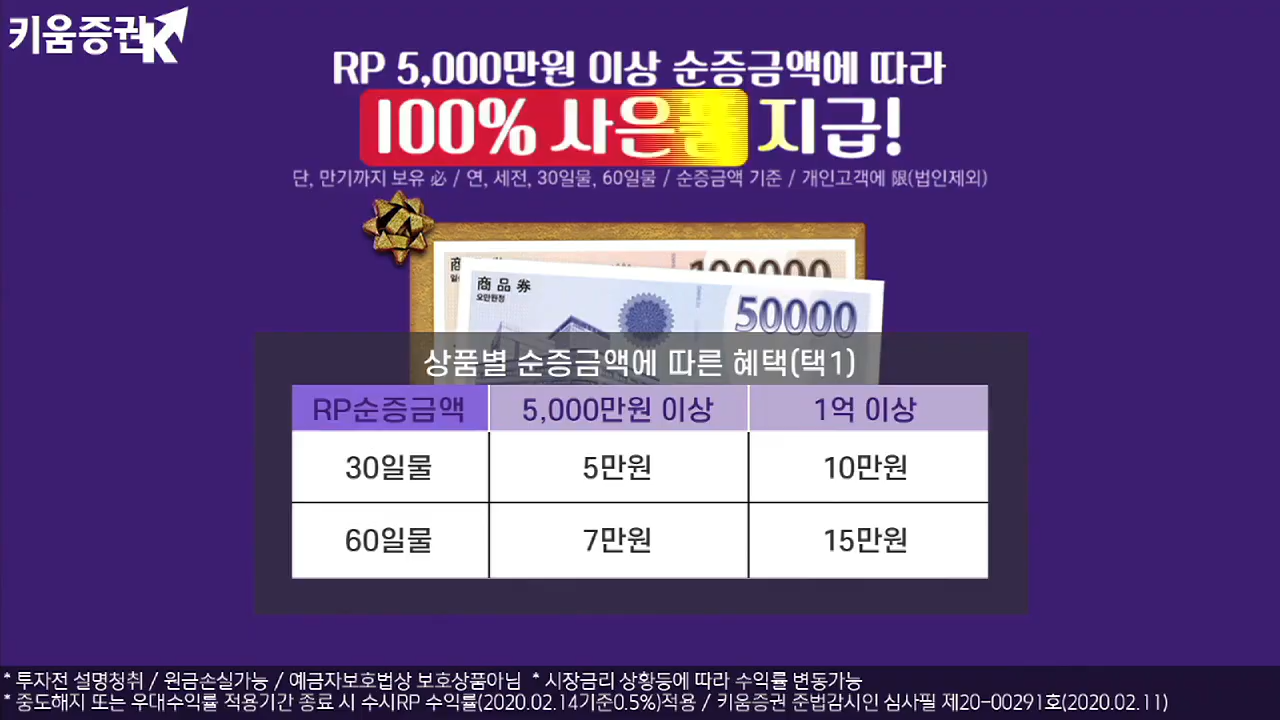 키움증권
RP 5,000만원 이상 순증금액에 따라
100% 사은품 지급!
단, 만기까지 보유 必 / 연, 세전, 30일물, 60일물 / 순증금액 기준 / 개인고객에 限(법인제외)
100000
商品券
오만원정
50000
상품별 순증금액에 따른 혜택(택1)
RP순증금액 5,000만원 이상 1억 이상
30일물 5만원 10만원
60일물 7만원 15만원
* 투자전 설명청취 / 원금손실가능 / 예금자보호법상 보호상품아님 * 시장금리 상황등에 따라 수익률 변동가능
* 중도해지 또는 우대수익률 적용기간 종료 시 수시RP 수익률(2020.02.14기준0.5%)적용 / 키움증권 준법감시인 심사필 제20-00291호(2020.02.11)